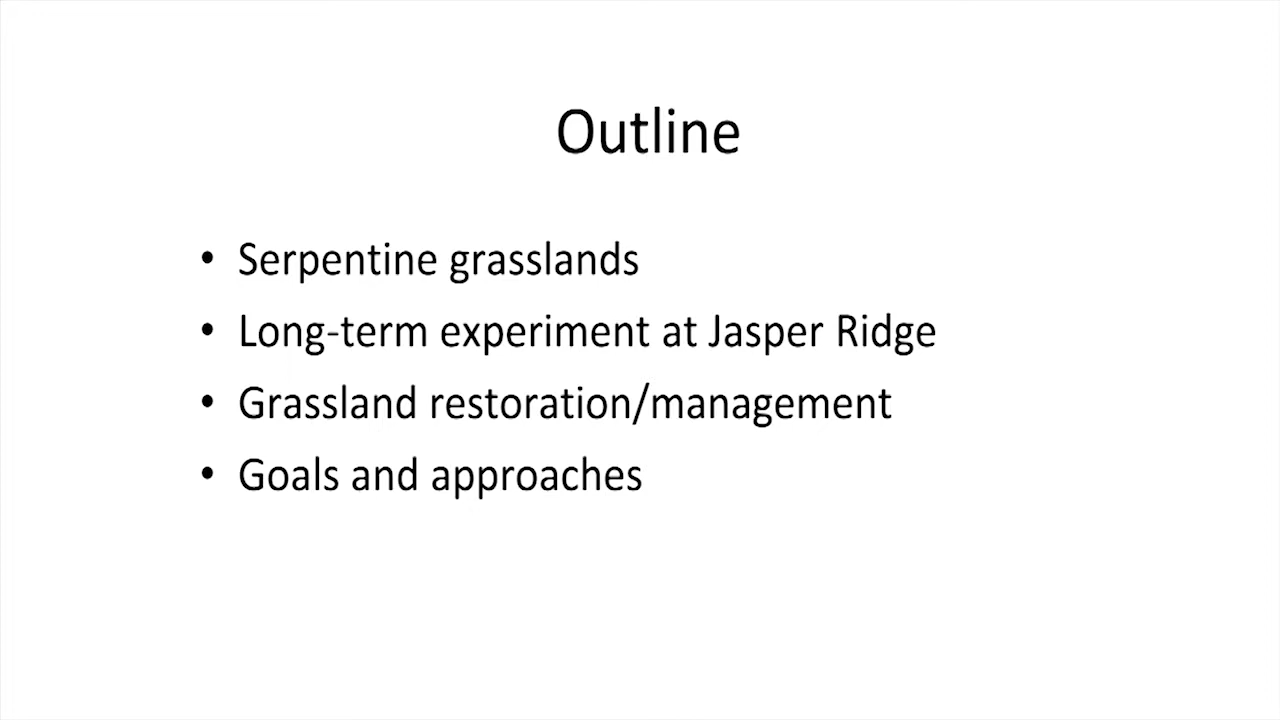 Outline
• Serpentine grasslands
• Long-term experiment at Jasper Ridge
• Grassland restoration/management
• Goals and approaches